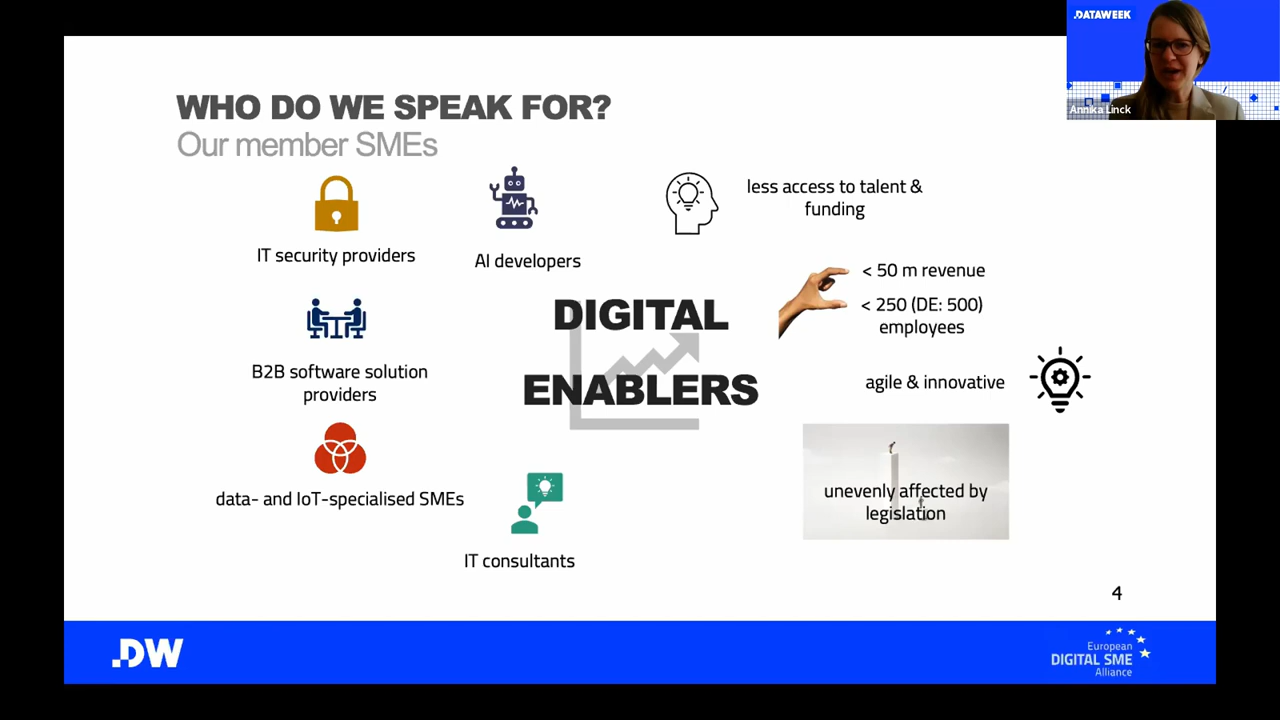 .DATAWEEK
Annika Linck
WHO DO WE SPEAK FOR?
Our member SMEs
IT security providers
AI developers
less access to talent &
funding
< 50 m revenue
< 250 (DE: 500)
employees
DIGITAL
ENABLERS
B2B software solution
providers
agile & innovative
data- and IoT-specialised SMEs
unevenly affected by
legislation
IT consultants
4
.DW
European
DIGITAL SME
Alliance